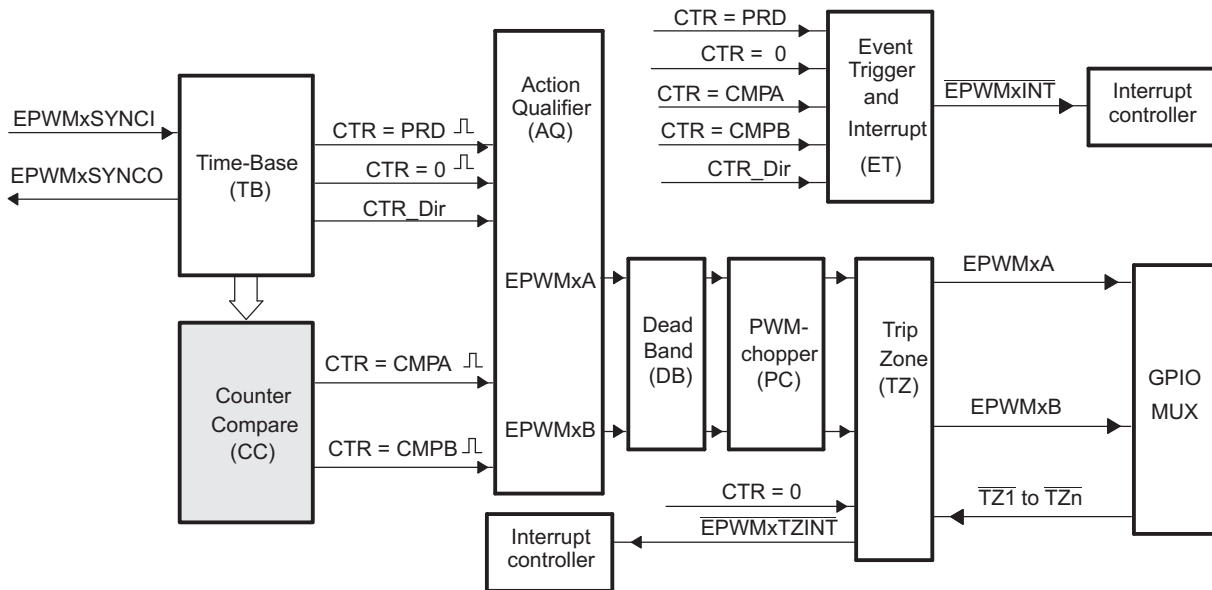 EPWMxSYNCI
EPWMxSYNCO
Time-Base
(TB)
CTR = PRD
CTR = 0
CTR_Dir
Counter
Compare
(CC)
CTR = CMPA
CTR = CMPB
Action
Qualifier
(AQ)
EPWMxA
EPWMxB
CTR = PRD
CTR = 0
CTR = CMPA
CTR = CMPB
CTR_Dir
Event
Trigger
and
Interrupt
(ET)
EPWMxINT
Interrupt
controller
Dead
Band
(DB)
PWM-
chopper
(PC)
Trip
Zone
(TZ)
EPWMxA
EPWMxB
TZ1 to TZn
GPIO
MUX
CTR = 0
EPWMxTZINT
Interrupt
controller